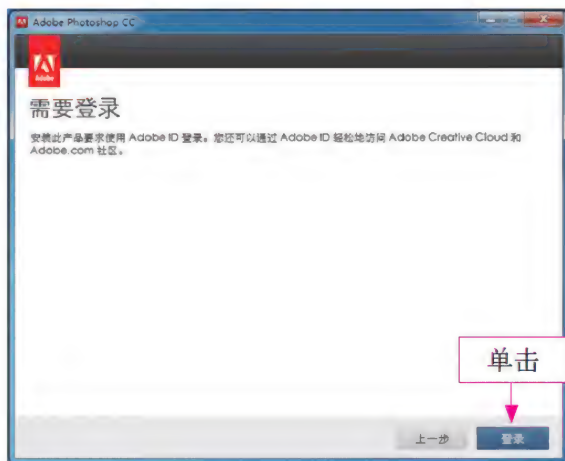 Adobe Photoshop CC
Adobe
需要登录
安装此产品要求使用 Adobe ID 登录。您还可以通过 Adobe ID 轻松地访问 Adobe Creative Cloud 和
Adobe.com 社区。
单击
上一步
登录